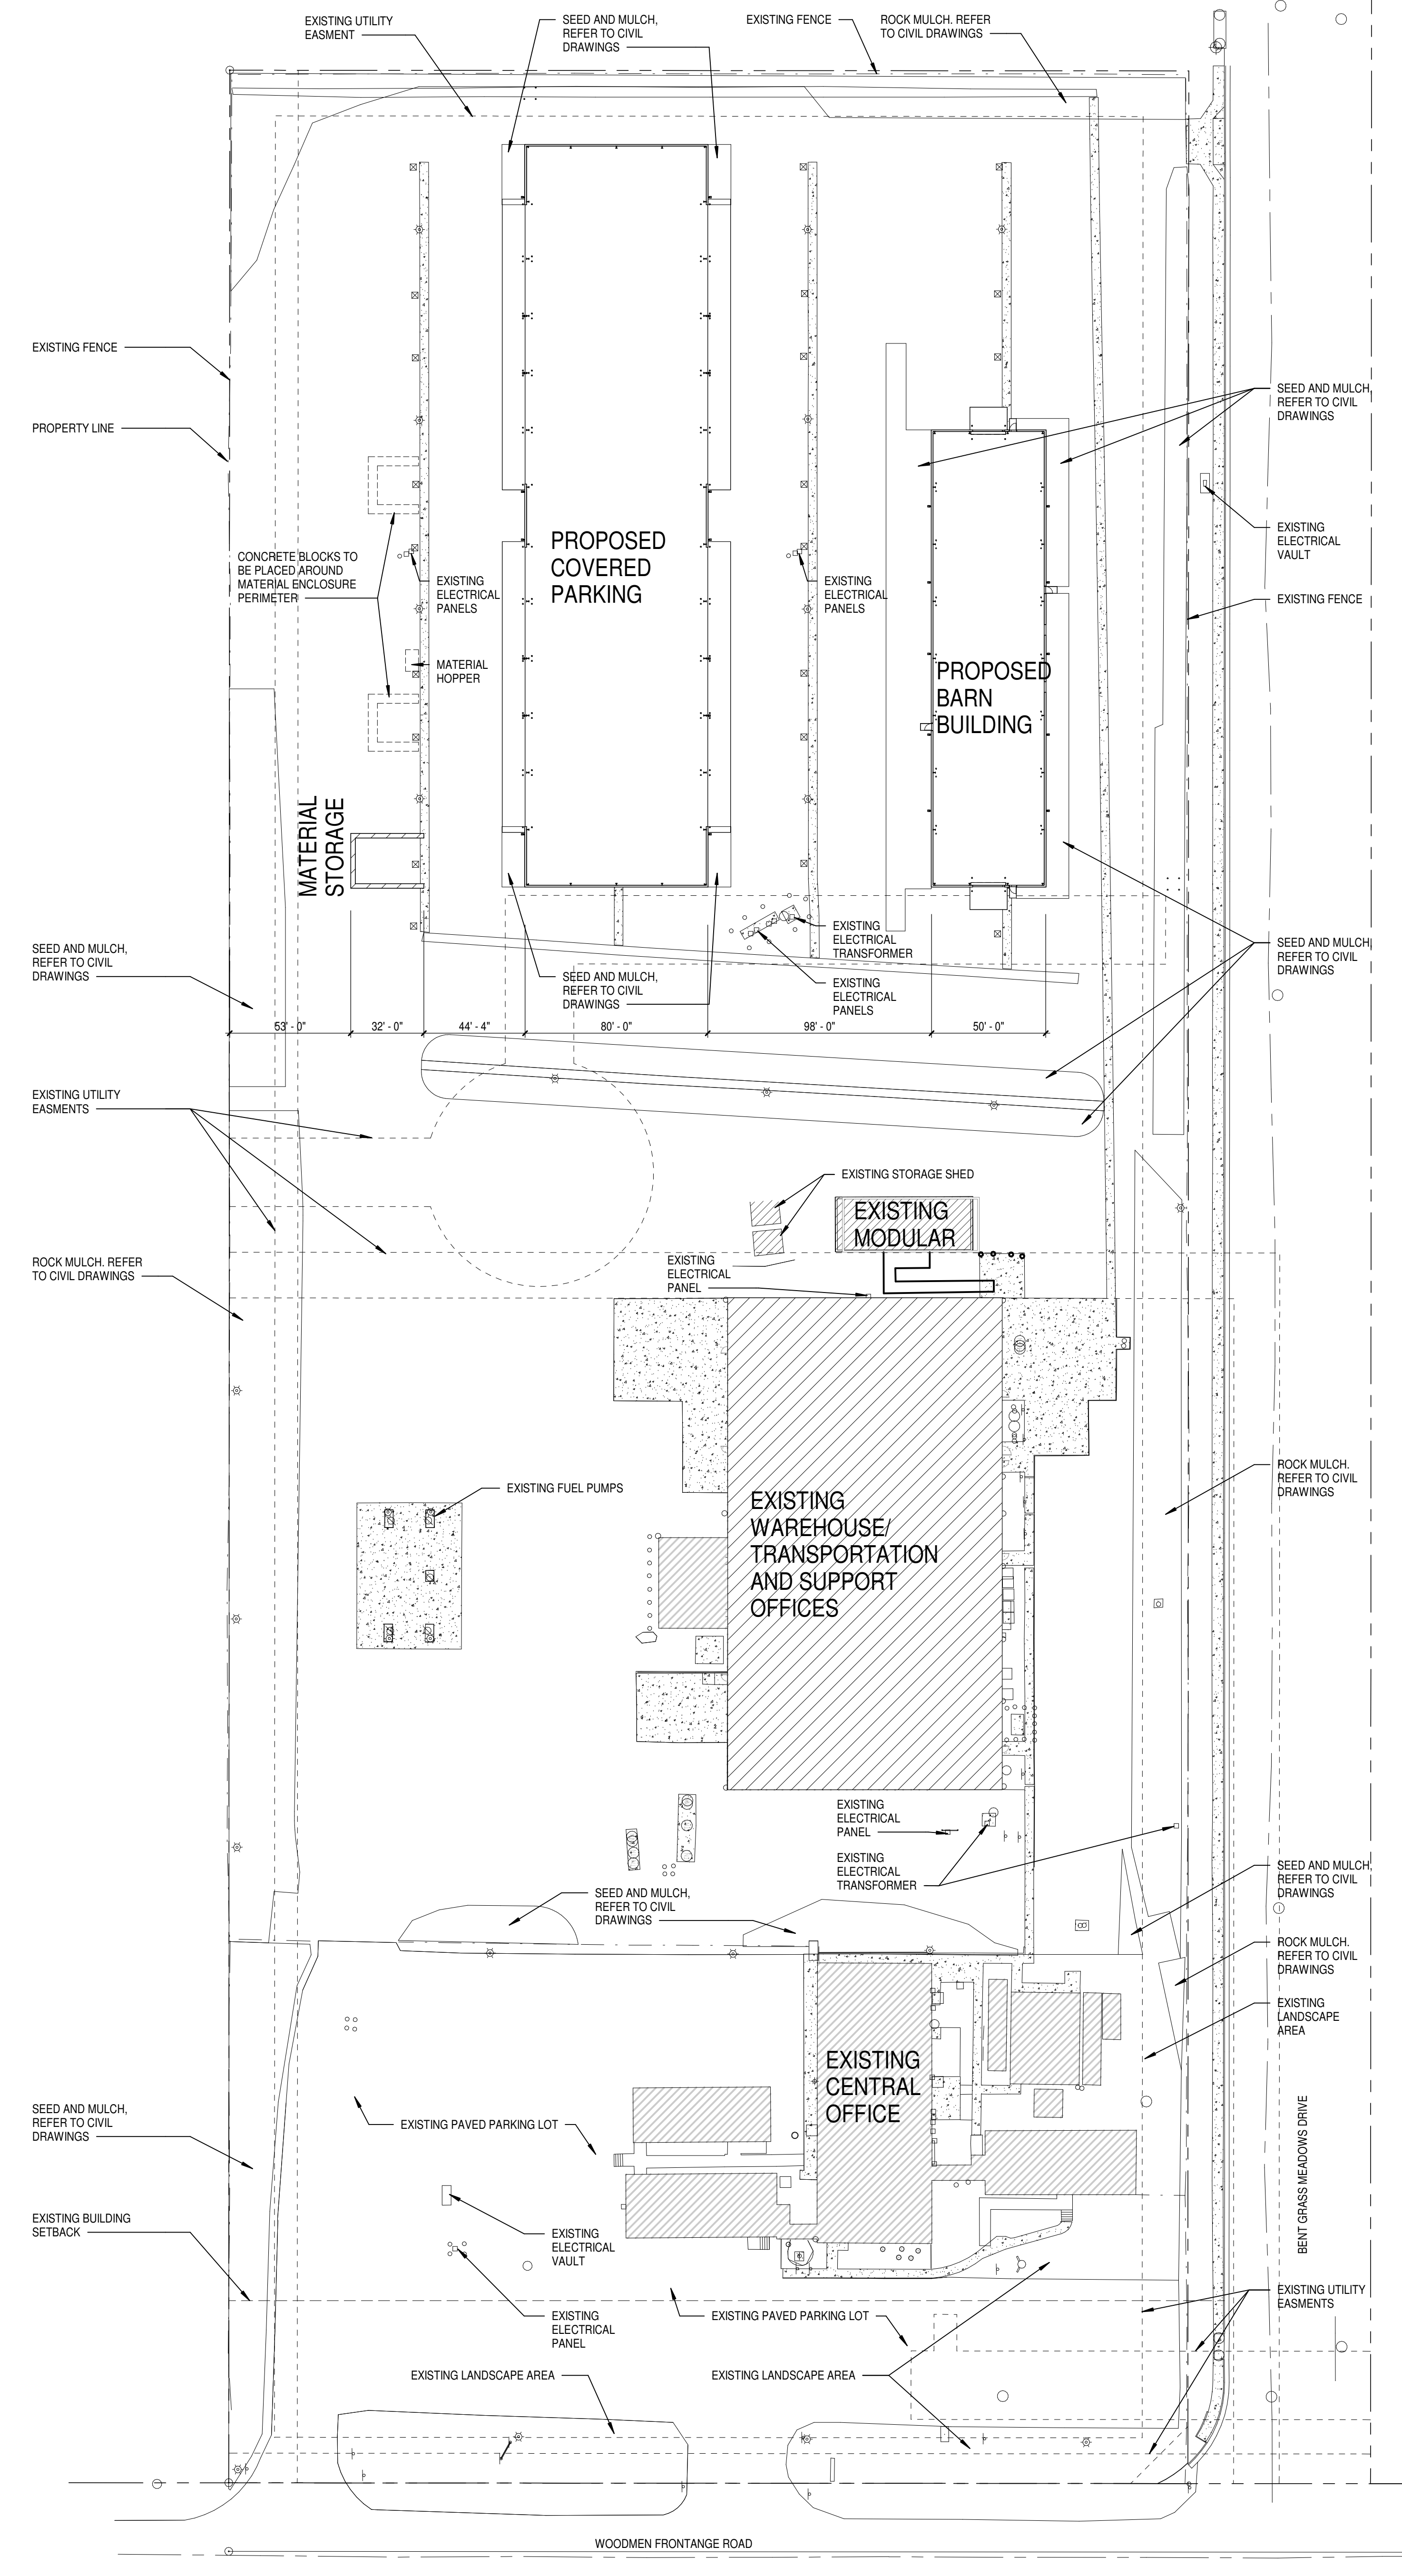 EXISTING UTILITY
EASMENT
SEED AND MULCH,
REFER TO CIVIL
DRAWINGS
EXISTING FENCE
ROCK MULCH. REFER
TO CIVIL DRAWINGS
EXISTING FENCE
PROPERTY LINE
SEED AND MULCH,
REFER TO CIVIL
DRAWINGS
EXISTING
ELECTRICAL
VAULT
EXISTING FENCE
CONCRETE BLOCKS TO
BE PLACED AROUND
MATERIAL ENCLOSURE
PERIMETER
EXISTING
ELECTRICAL
PANELS
MATERIAL
HOPPER
PROPOSED
COVERED
PARKING
EXISTING
ELECTRICAL
PANELS
PROPOSED
BARN
BUILDING
MATERIAL
STORAGE
SEED AND MULCH,
REFER TO CIVIL
DRAWINGS
SEED AND MULCH,
REFER TO CIVIL
DRAWINGS
EXISTING
ELECTRICAL
TRANSFORMER
EXISTING
ELECTRICAL
PANELS
SEED AND MULCH,
REFER TO CIVIL
DRAWINGS
53' - 0"
32' - 0"
44' - 4"
80' - 0"
98' - 0"
50' - 0"
EXISTING UTILITY
EASMENTS
EXISTING STORAGE SHED
EXISTING
MODULAR
ROCK MULCH. REFER
TO CIVIL DRAWINGS
EXISTING
ELECTRICAL
PANEL
EXISTING FUEL PUMPS
EXISTING
WAREHOUSE/
TRANSPORTATION
AND SUPPORT
OFFICES
ROCK MULCH.
REFER TO CIVIL
DRAWINGS
EXISTING
ELECTRICAL
PANEL
EXISTING
ELECTRICAL
TRANSFORMER
SEED AND MULCH,
REFER TO CIVIL
DRAWINGS
SEED AND MULCH,
REFER TO CIVIL
DRAWINGS
ROCK MULCH.
REFER TO CIVIL
DRAWINGS
EXISTING
LANDSCAPE
AREA
EXISTING
CENTRAL
OFFICE
SEED AND MULCH,
REFER TO CIVIL
DRAWINGS
EXISTING PAVED PARKING LOT
BENT GRASS MEADOWS DRIVE
EXISTING BUILDING
SETBACK
EXISTING
ELECTRICAL
VAULT
EXISTING
ELECTRICAL
PANEL
EXISTING PAVED PARKING LOT
EXISTING UTILITY
EASMENTS
EXISTING LANDSCAPE AREA
EXISTING LANDSCAPE AREA
WOODMEN FRONTANGE ROAD